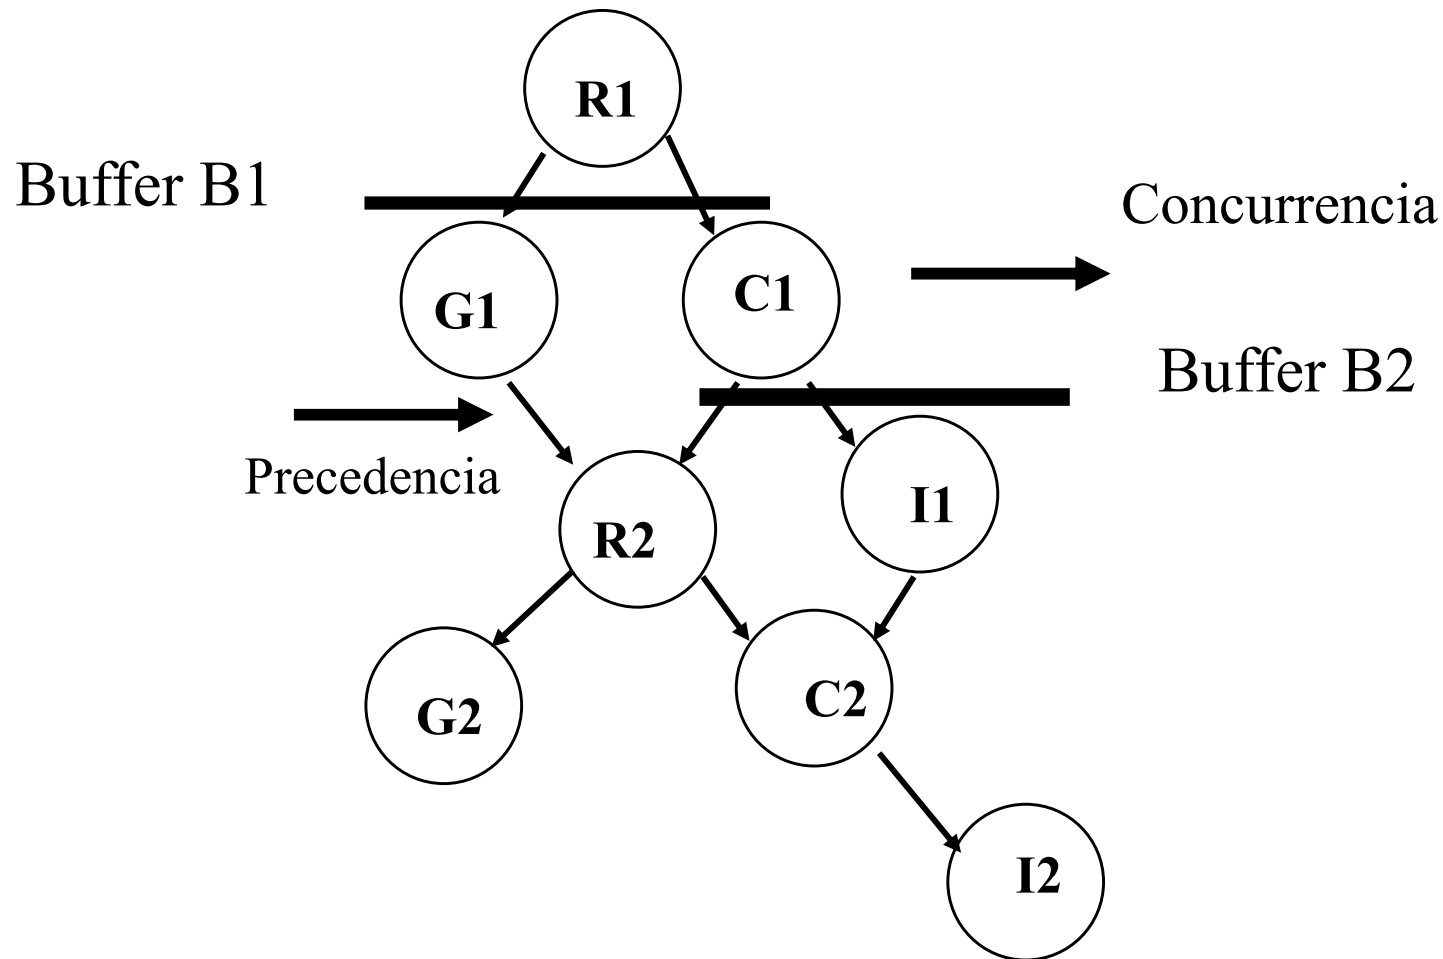 R1
Buffer B1
Concurrencia
G1
C1
Buffer B2
Precedencia
I1
R2
G2
C2
I2